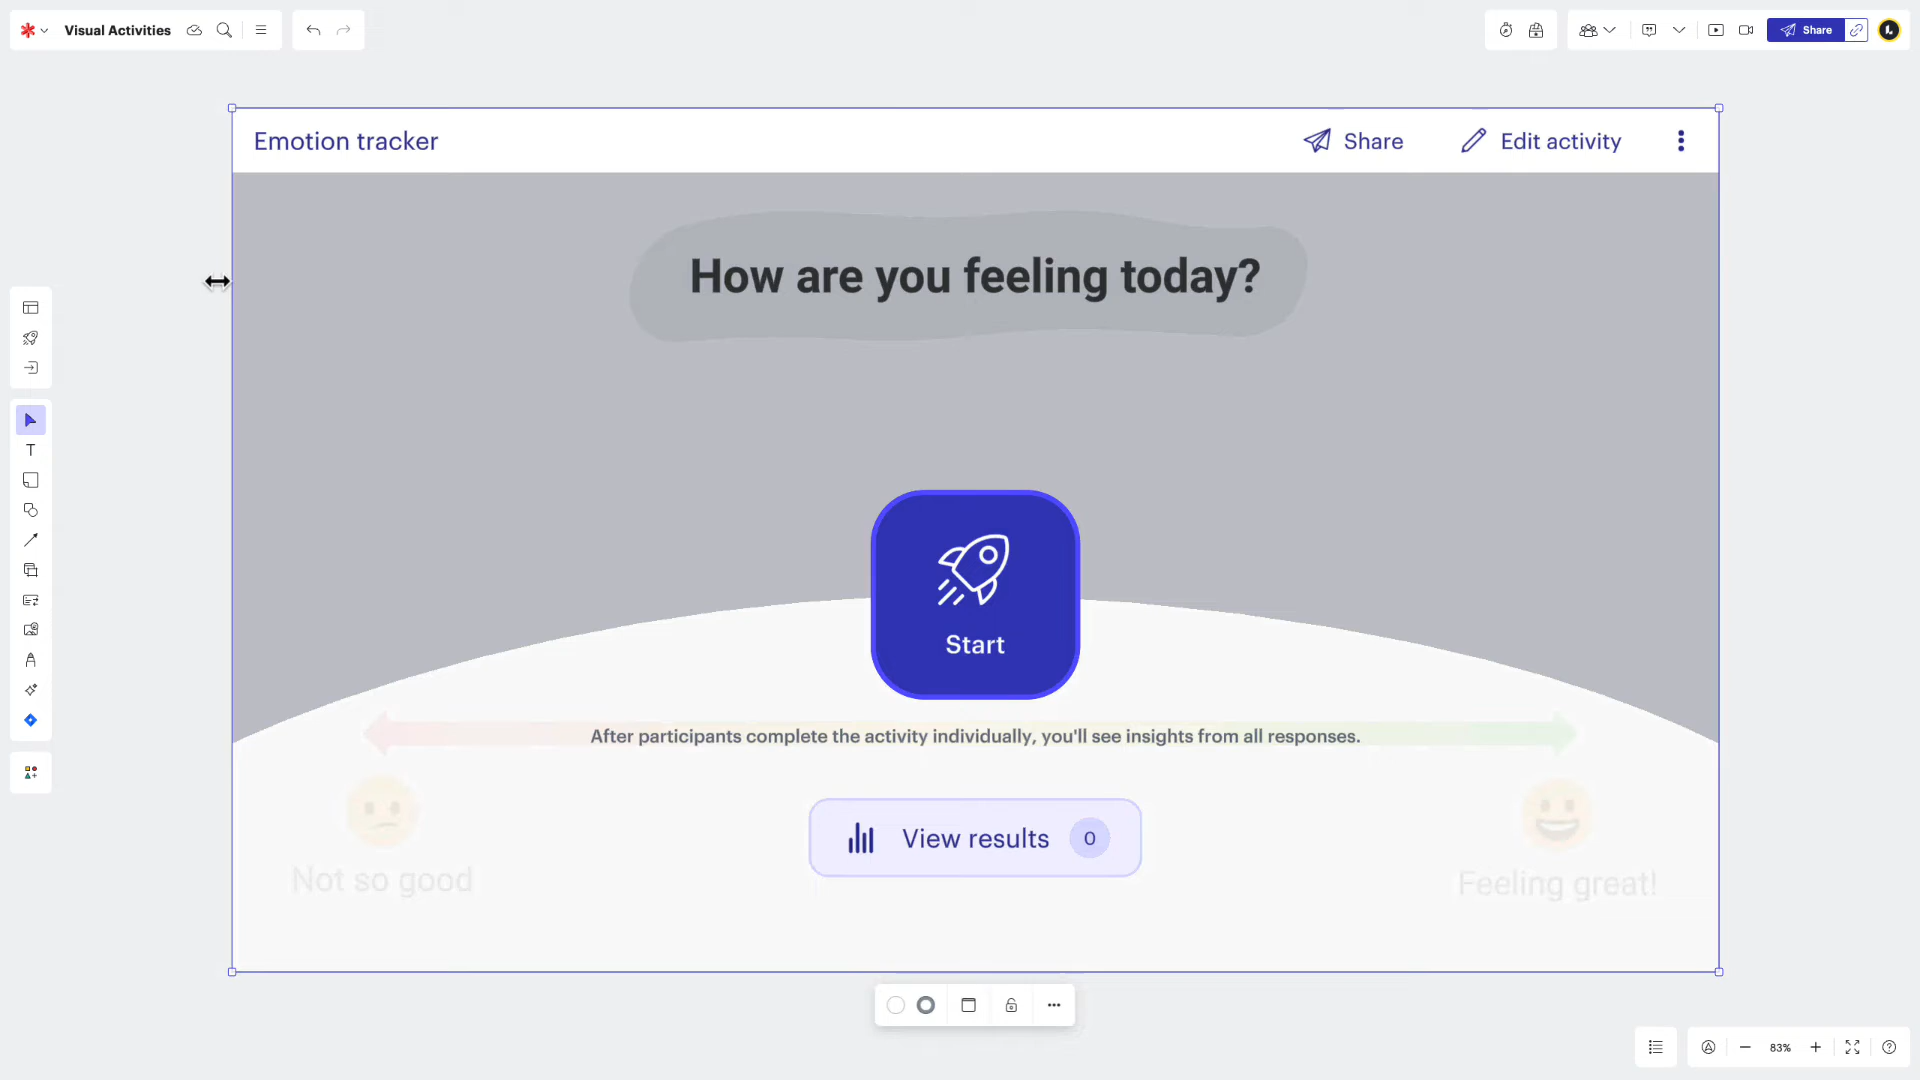 Visual Activities
Share
Emotion tracker
Share
Edit activity
How are you feeling today?
Start
After participants complete the activity individually, you'll see insights from all responses.
View results 0
Not so good
Feeling great!
83%